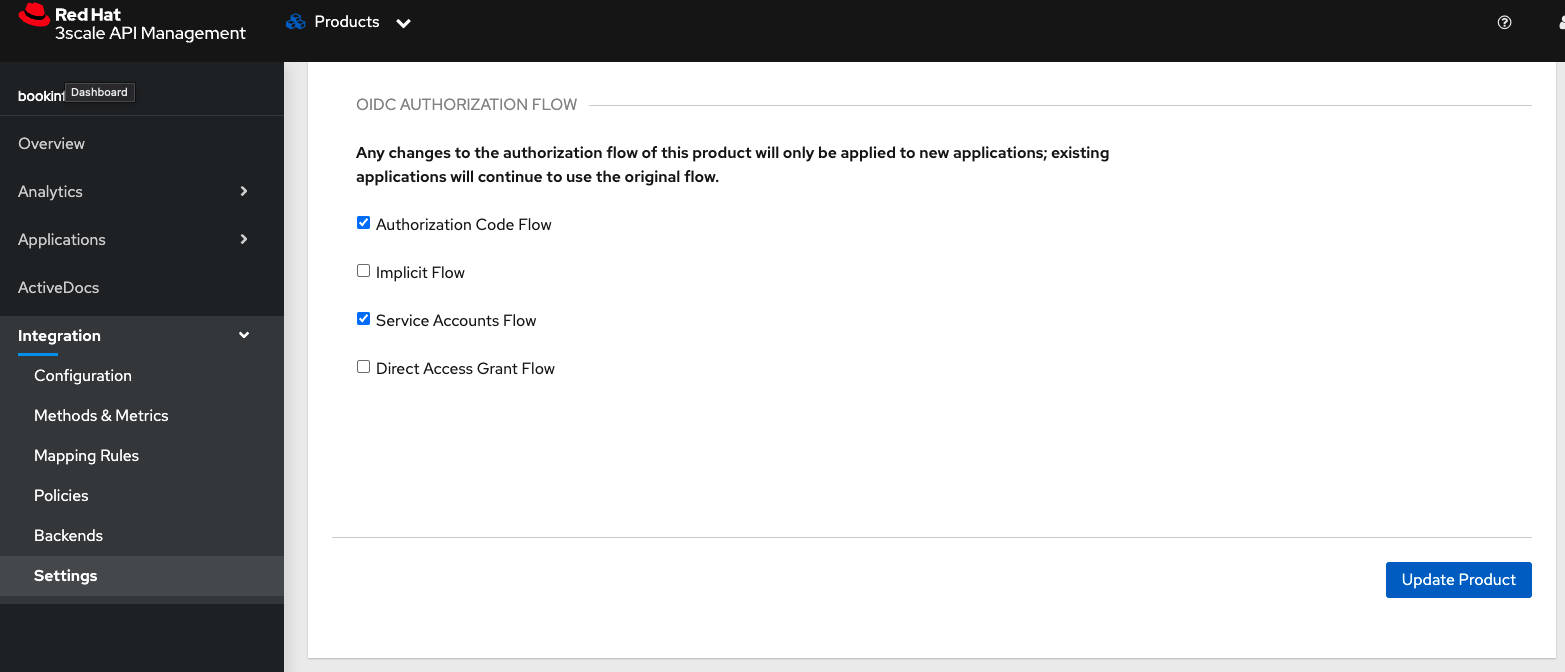 Red Hat
3scale API Management
Products
Dashboard
Overview
Analytics
Applications
ActiveDocs
Integration
Configuration
Methods & Metrics
Mapping Rules
Policies
Backends
Settings
OIDC AUTHORIZATION FLOW
Any changes to the authorization flow of this product will only be applied to new applications; existing
applications will continue to use the original flow.
Authorization Code Flow
Implicit Flow
Service Accounts Flow
Direct Access Grant Flow
Update Product